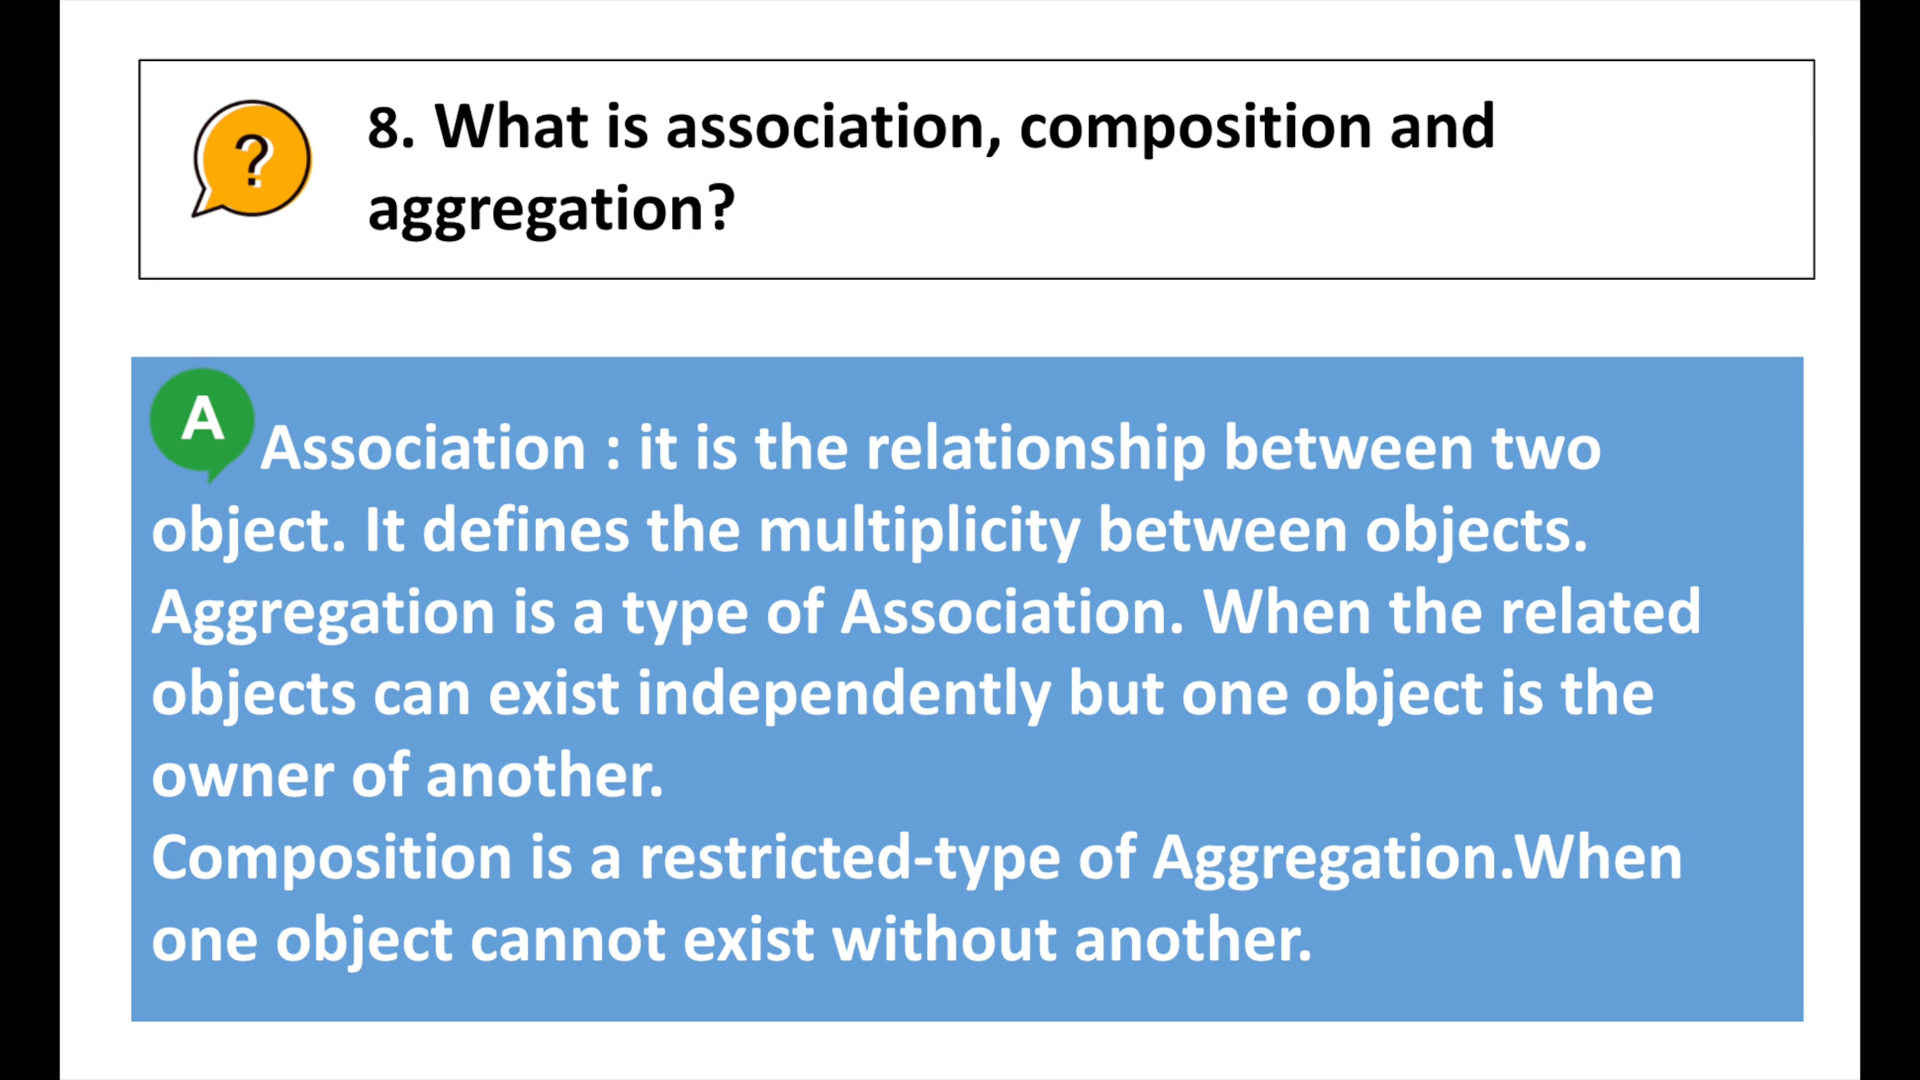 ?
8. What is association, composition and
aggregation?
A
Association : it is the relationship between two
object. It defines the multiplicity between objects.
Aggregation is a type of Association. When the related
objects can exist independently but one object is the
owner of another.
Composition is a restricted-type of Aggregation.When
one object cannot exist without another.